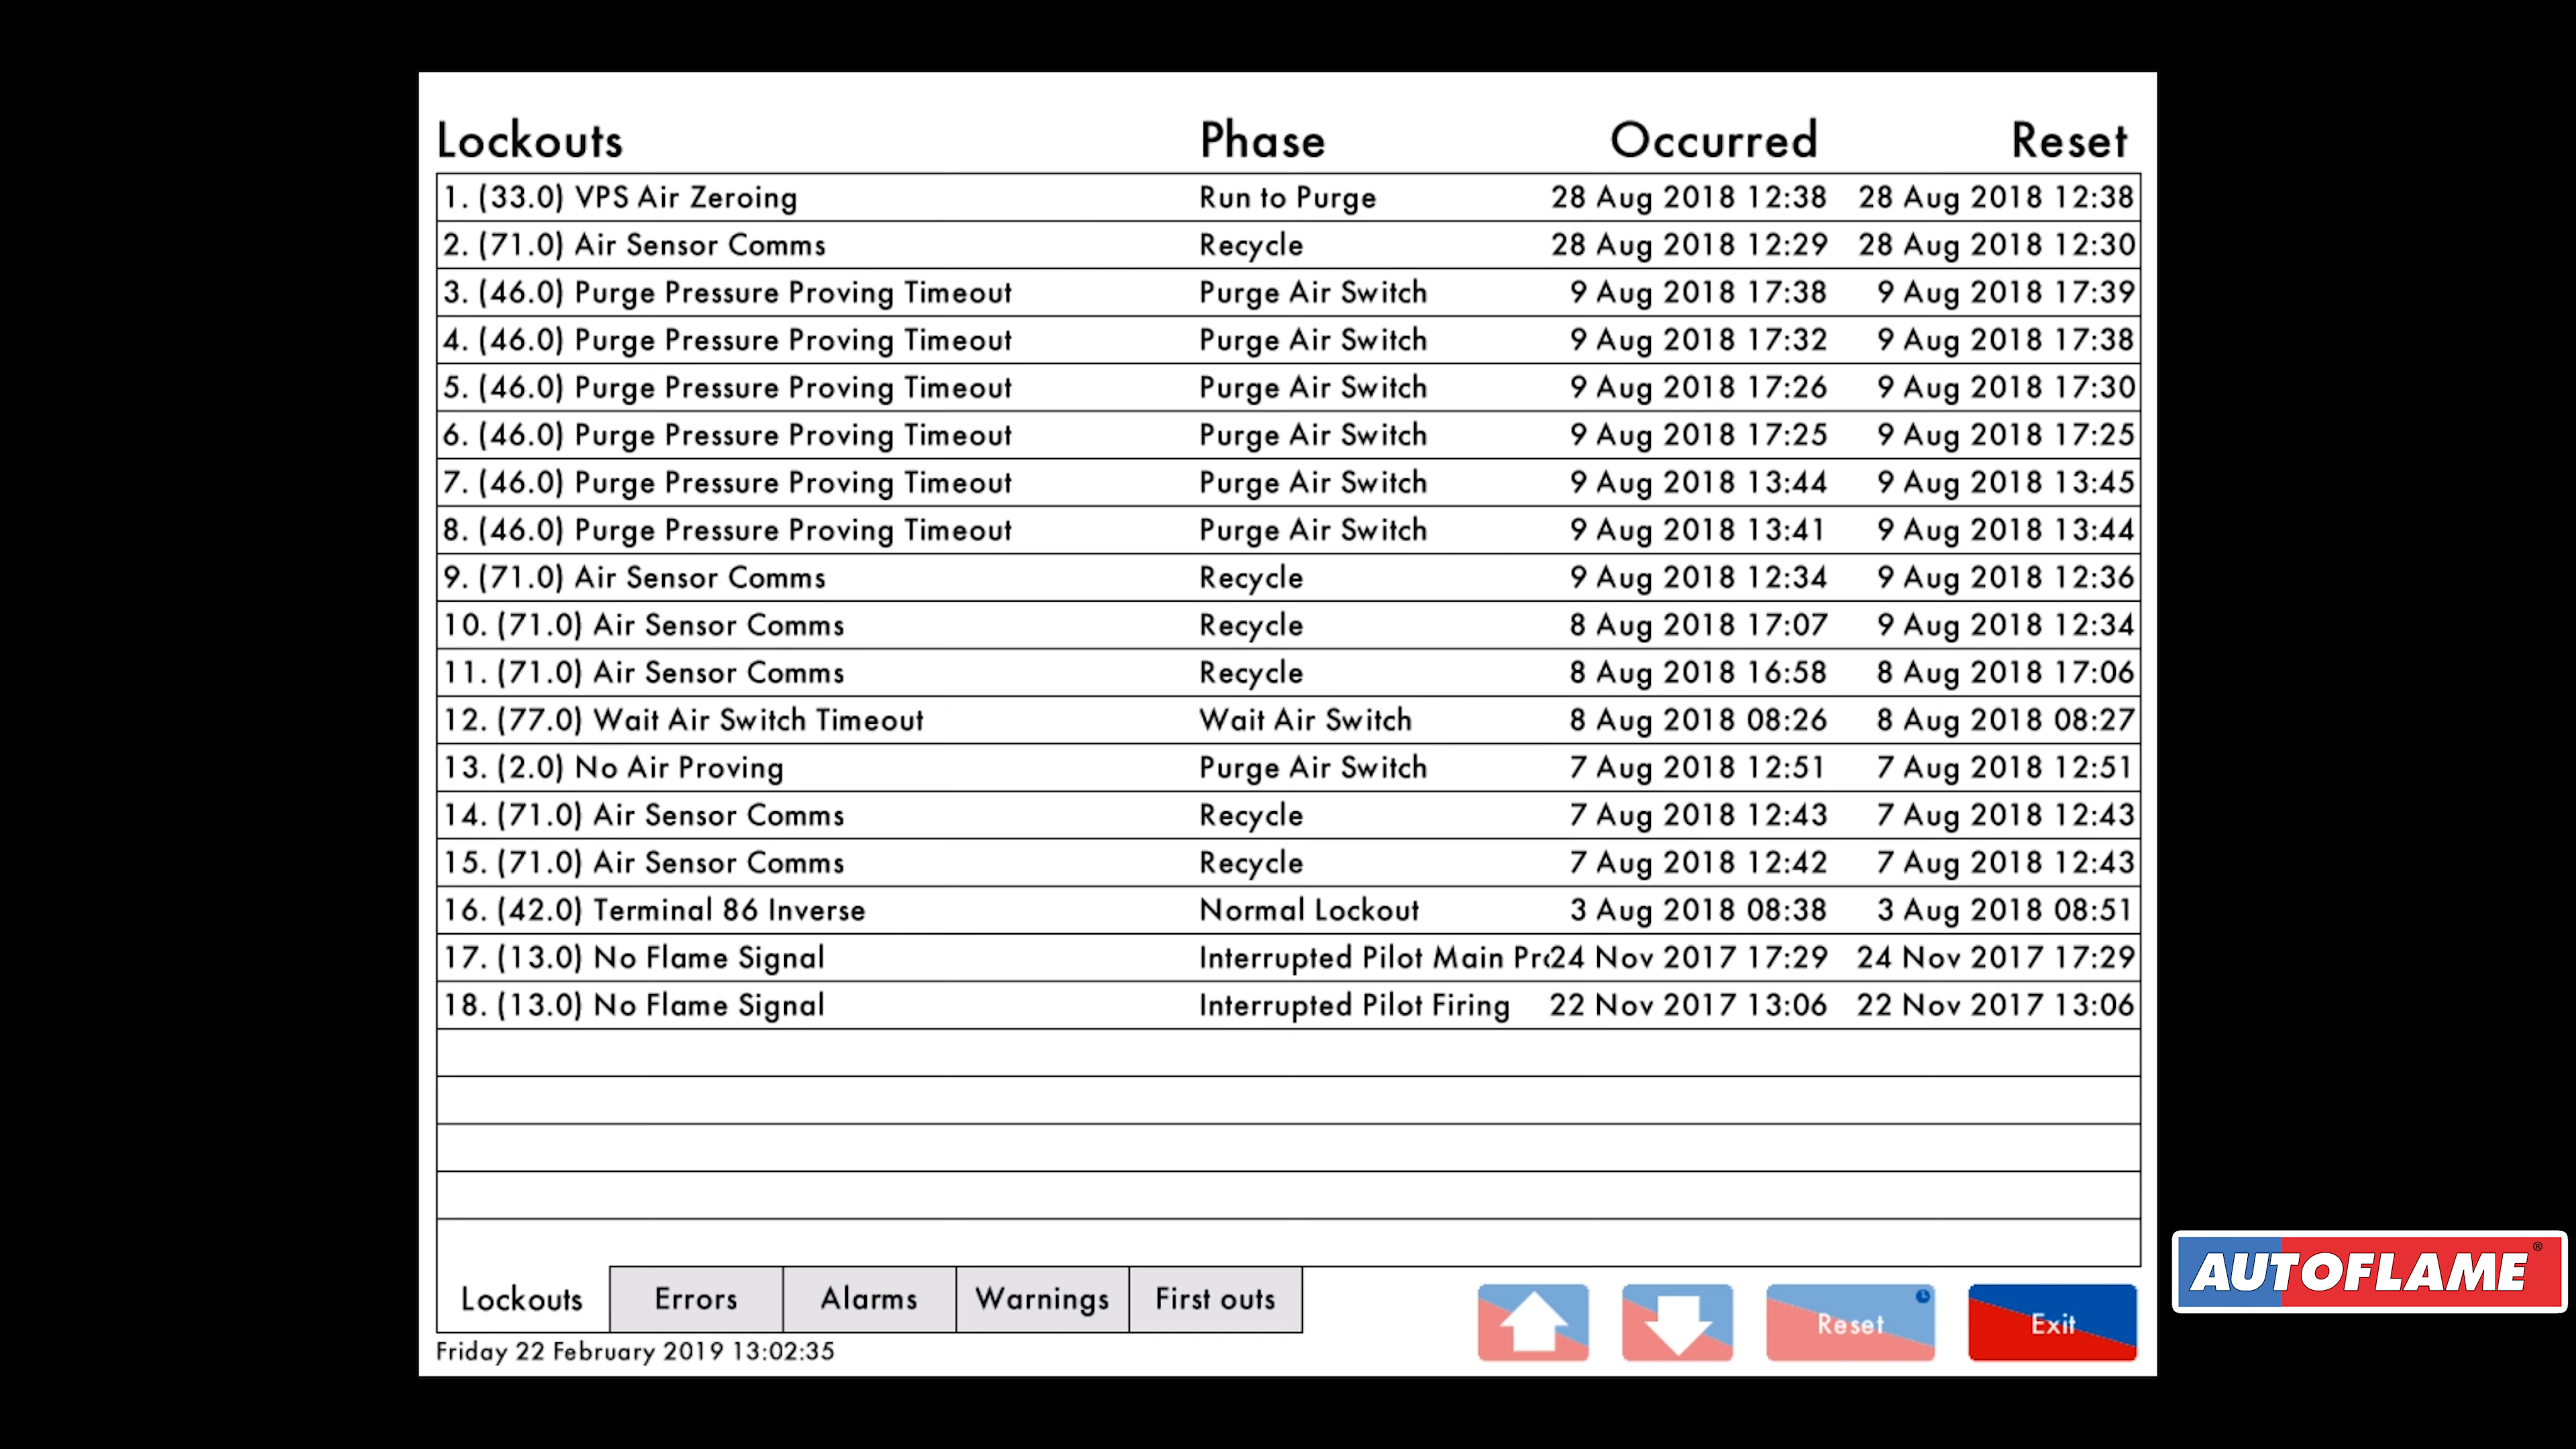 Lockouts Phase Occurred Reset
1. (33.0) VPS Air Zeroing Run to Purge 28 Aug 2018 12:38 28 Aug 2018 12:38
2. (71.0) Air Sensor Comms Recycle 28 Aug 2018 12:29 28 Aug 2018 12:30
3. (46.0) Purge Pressure Proving Timeout Purge Air Switch 9 Aug 2018 17:38 9 Aug 2018 17:39
4. (46.0) Purge Pressure Proving Timeout Purge Air Switch 9 Aug 2018 17:32 9 Aug 2018 17:38
5. (46.0) Purge Pressure Proving Timeout Purge Air Switch 9 Aug 2018 17:26 9 Aug 2018 17:30
6. (46.0) Purge Pressure Proving Timeout Purge Air Switch 9 Aug 2018 17:25 9 Aug 2018 17:25
7. (46.0) Purge Pressure Proving Timeout Purge Air Switch 9 Aug 2018 13:44 9 Aug 2018 13:45
8. (46.0) Purge Pressure Proving Timeout Purge Air Switch 9 Aug 2018 13:41 9 Aug 2018 13:44
9. (71.0) Air Sensor Comms Recycle 9 Aug 2018 12:34 9 Aug 2018 12:36
10. (71.0) Air Sensor Comms Recycle 8 Aug 2018 17:07 9 Aug 2018 12:34
11. (71.0) Air Sensor Comms Recycle 8 Aug 2018 16:58 8 Aug 2018 17:06
12. (77.0) Wait Air Switch Timeout Wait Air Switch 8 Aug 2018 08:26 8 Aug 2018 08:27
13. (2.0) No Air Proving Purge Air Switch 7 Aug 2018 12:51 7 Aug 2018 12:51
14. (71.0) Air Sensor Comms Recycle 7 Aug 2018 12:43 7 Aug 2018 12:43
15. (71.0) Air Sensor Comms Recycle 7 Aug 2018 12:42 7 Aug 2018 12:43
16. (42.0) Terminal 86 Inverse Normal Lockout 3 Aug 2018 08:38 3 Aug 2018 08:51
17. (13.0) No Flame Signal Interrupted Pilot Main 24 Nov 2017 17:29 24 Nov 2017 17:29
18. (13.0) No Flame Signal Interrupted Pilot Firing 22 Nov 2017 13:06 22 Nov 2017 13:06
Lockouts Errors Alarms Warnings First outs Reset Exit
Friday 22 February 2019 13:02:35
AUTOFLAME®